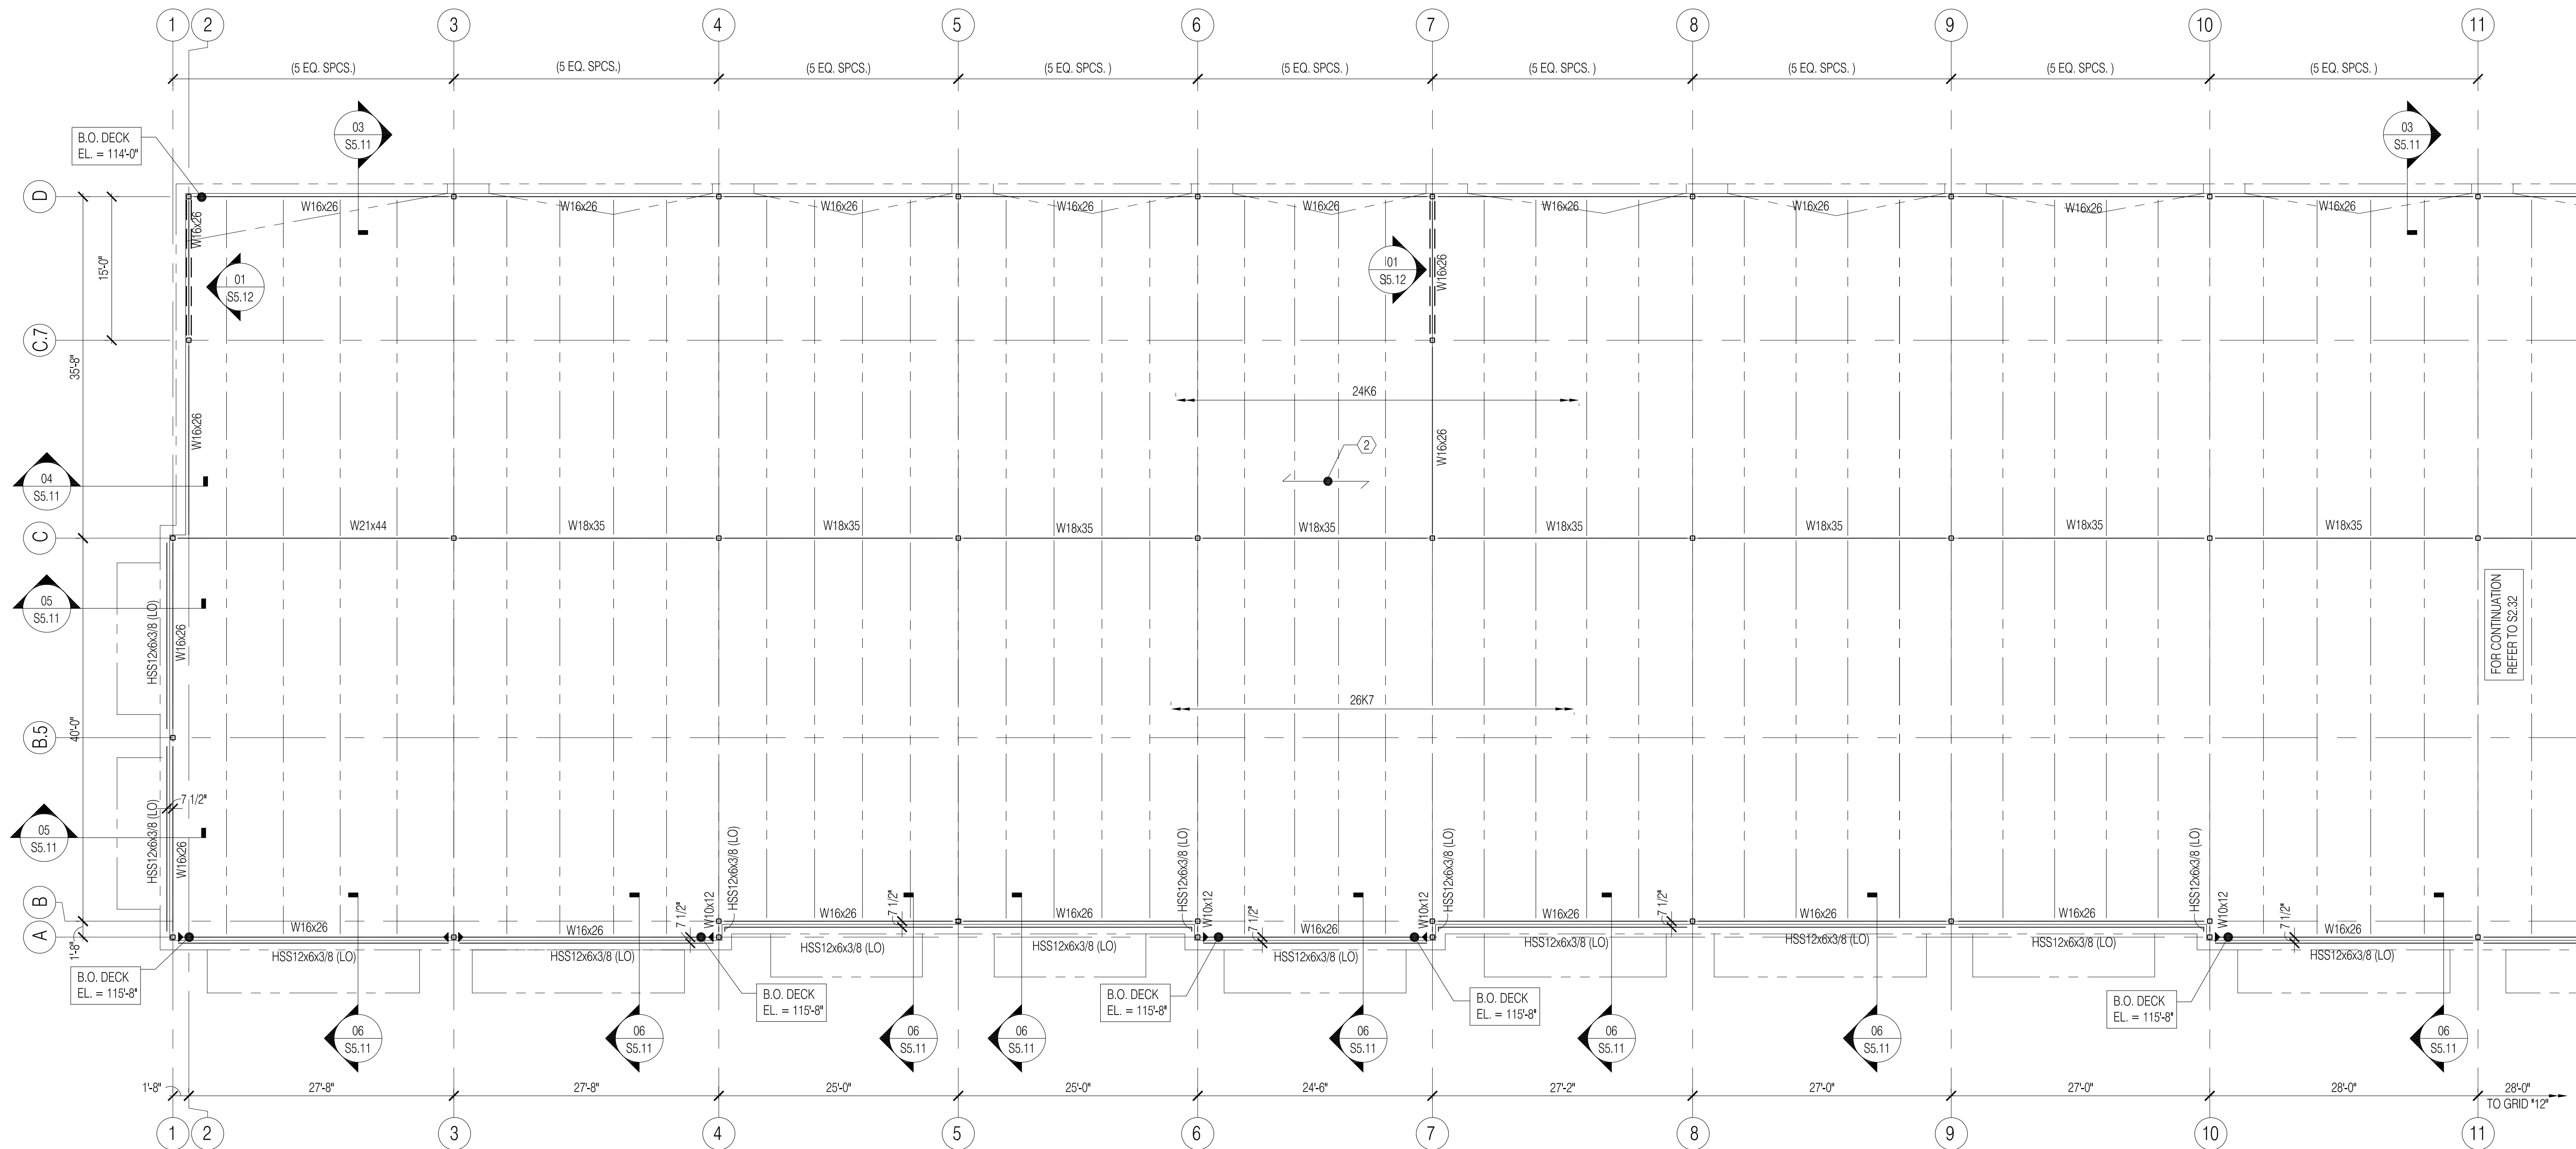 1
2
3
4
5
6
7
8
9
10
11
(5 EQ. SPCS.)
(5 EQ. SPCS.)
(5 EQ. SPCS.)
(5 EQ. SPCS. )
(5 EQ. SPCS. )
(5 EQ. SPCS. )
(5 EQ. SPCS. )
(5 EQ. SPCS. )
(5 EQ. SPCS. )
B.O. DECK
EL. = 114'-0"
03
S5.11
03
S5.11
D
W16x26
W16x26
W16x26
W16x26
W16x26
W16x26
W16x26
W16x26
W16x26
W16x26
15'-0"
01
S5.12
01
S5.12
W16x26
C.7
35'-8"
24K6
W16x26
W16x26
2
04
S5.11
C
W21x44
W18x35
W18x35
W18x35
W18x35
W18x35
W18x35
W18x35
W18x35
05
S5.11
HSS12x6x3/8 (LO)
W16x26
FOR CONTINUATION
REFER TO S2.32
26K7
B.5
40'-0"
7 1/2"
05
S5.11
HSS12x6x3/8 (LO)
W16x26
HSS12x6x3/8 (LO)
HSS12x6x3/8 (LO)
HSS12x6x3/8 (LO)
HSS12x6x3/8 (LO)
B
A
1'-8"
W16x26
W16x26
7 1/2"
W10x12
W16x26
7 1/2"
W16x26
W10x12
7 1/2"
W16x26
W10x12
W16x26
7 1/2"
W16x26
W16x26
W10x12
7 1/2"
W16x26
HSS12x6x3/8 (LO)
HSS12x6x3/8 (LO)
HSS12x6x3/8 (LO)
HSS12x6x3/8 (LO)
HSS12x6x3/8 (LO)
HSS12x6x3/8 (LO)
HSS12x6x3/8 (LO)
HSS12x6x3/8 (LO)
HSS12x6x3/8 (LO)
B.O. DECK
EL. = 115'-8"
B.O. DECK
EL. = 115'-8"
B.O. DECK
EL. = 115'-8"
B.O. DECK
EL. = 115'-8"
B.O. DECK
EL. = 115'-8"
06
S5.11
06
S5.11
06
S5.11
06
S5.11
06
S5.11
06
S5.11
06
S5.11
06
S5.11
1'-8"
27'-8"
27'-8"
25'-0"
25'-0"
24'-6"
27'-2"
27'-0"
27'-0"
28'-0"
28'-0"
TO GRID "12"
1
2
3
4
5
6
7
8
9
10
11